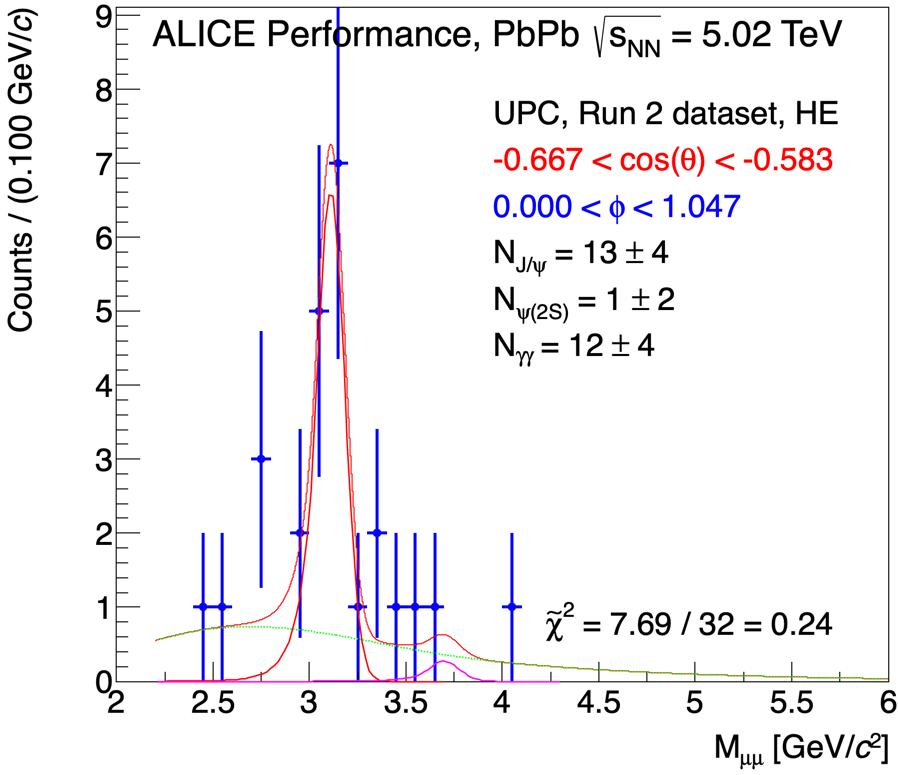 ALICE Performance, PbPb √s_NN = 5.02 TeV
UPC, Run 2 dataset, HE
-0.667 < cos(θ) < -0.583
0.000 < ϕ < 1.047
N_J/ψ = 13 ± 4
N_ψ(2S) = 1 ± 2
N_γγ = 12 ± 4
χ̃² = 7.69 / 32 = 0.24
Counts / (0.100 GeV/c)
9
8
7
6
5
4
3
2
1
0
2 2.5 3 3.5 4 4.5 5 5.5 6
M_μμ [GeV/c²]